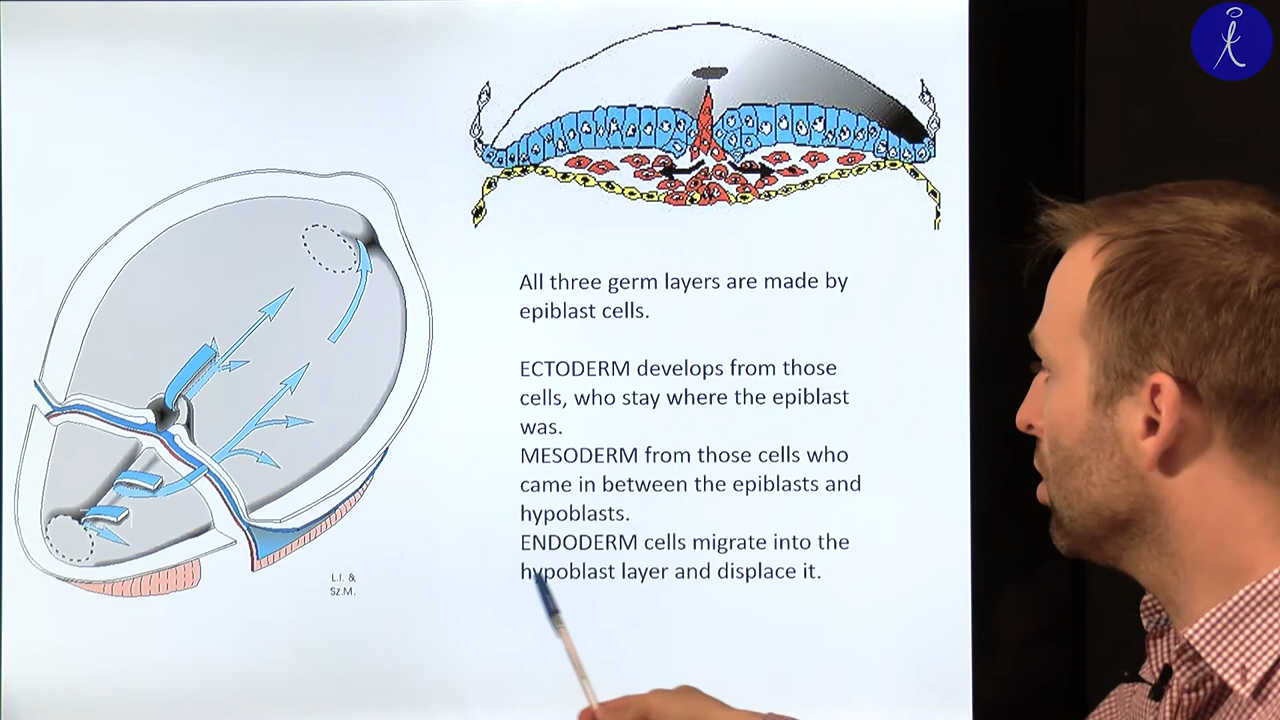 All three germ layers are made by
epiblast cells.
ECTODERM develops from those
cells, who stay where the epiblast
was.
MESODERM from those cells who
came in between the epiblasts and
hypoblasts.
ENDODERM cells migrate into the
hypoblast layer and displace it.
L.I. &
Sz.M.